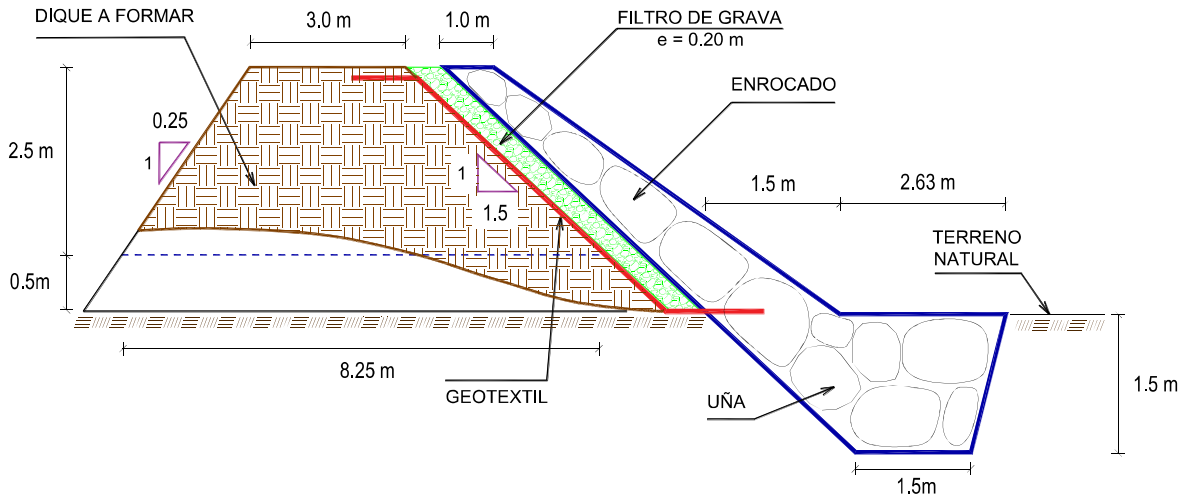 DIQUE A FORMAR
3.0 m
1.0 m
FILTRO DE GRAVA
e = 0.20 m
ENROCADO
0.25
1
2.5 m
1
1.5
1.5 m
2.63 m
TERRENO
NATURAL
0.5m
8.25 m
GEOTEXTIL
UÑA
1.5 m
1.5m